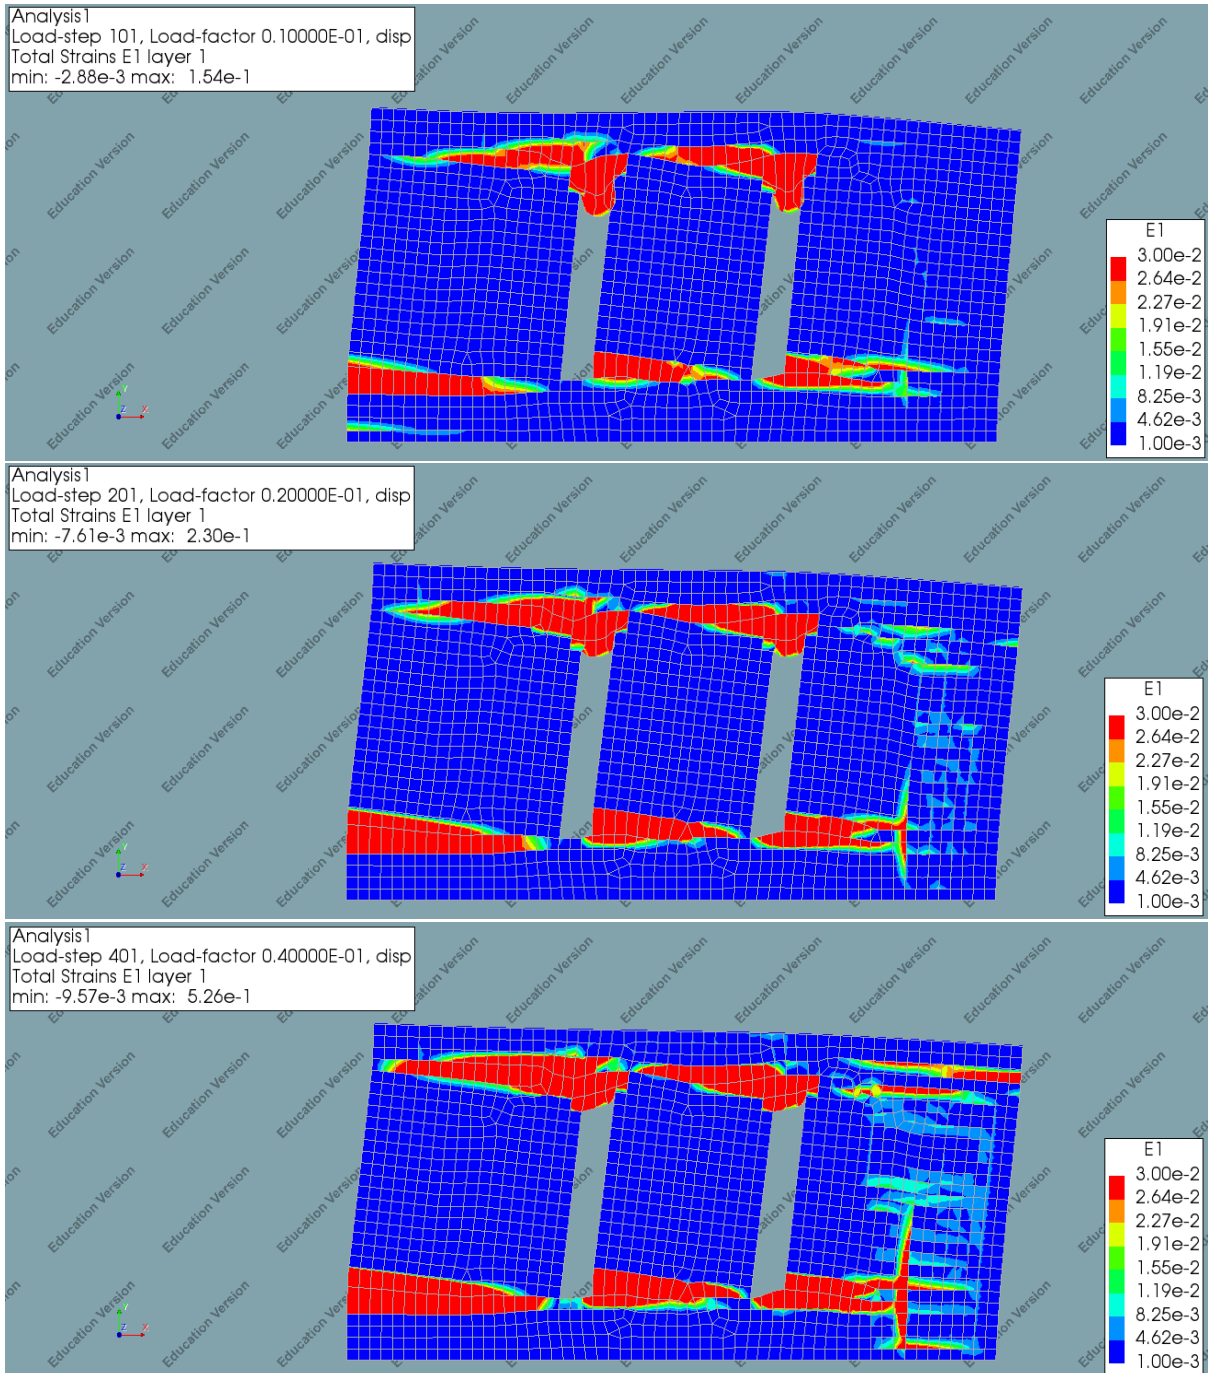 Analysis1
Load-step 101, Load-factor 0.10000E-01, disp
Total Strains E1 layer 1
min: -2.88e-3 max: 1.54e-1
E1
3.00e-2
2.64e-2
2.27e-2
1.91e-2
1.55e-2
1.19e-2
8.25e-3
4.62e-3
1.00e-3
Education Version
Y
Z X
Analysis1
Load-step 201, Load-factor 0.20000E-01, disp
Total Strains E1 layer 1
min: -7.61e-3 max: 2.30e-1
E1
3.00e-2
2.64e-2
2.27e-2
1.91e-2
1.55e-2
1.19e-2
8.25e-3
4.62e-3
1.00e-3
Education Version
Y
Z X
Analysis1
Load-step 401, Load-factor 0.40000E-01, disp
Total Strains E1 layer 1
min: -9.57e-3 max: 5.26e-1
E1
3.00e-2
2.64e-2
2.27e-2
1.91e-2
1.55e-2
1.19e-2
8.25e-3
4.62e-3
1.00e-3
Education Version
Y
Z X